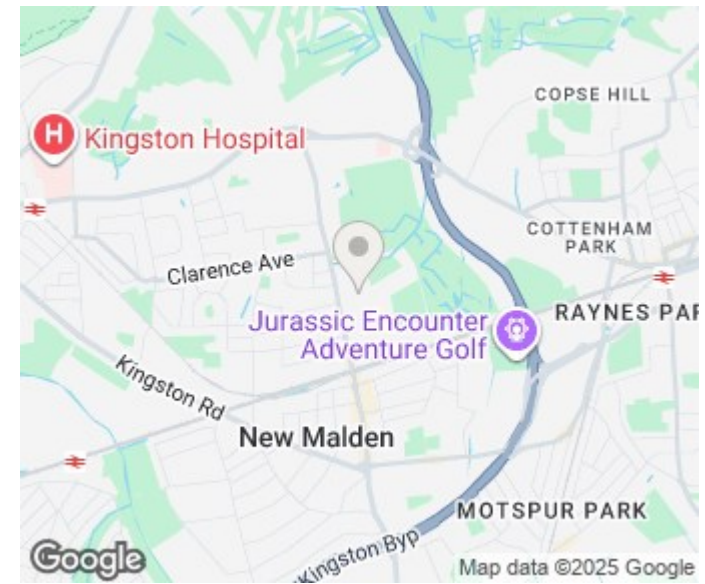 COPSE HILL
H
Kingston Hospital
COTTENHAM
PARK
Clarence Ave
RAYNES PAR
Jurassic Encounter
Adventure Golf
Kingston Rd
New Malden
MOTSPUR PARK
Kingston Byp
Google
Map data ©2025 Google